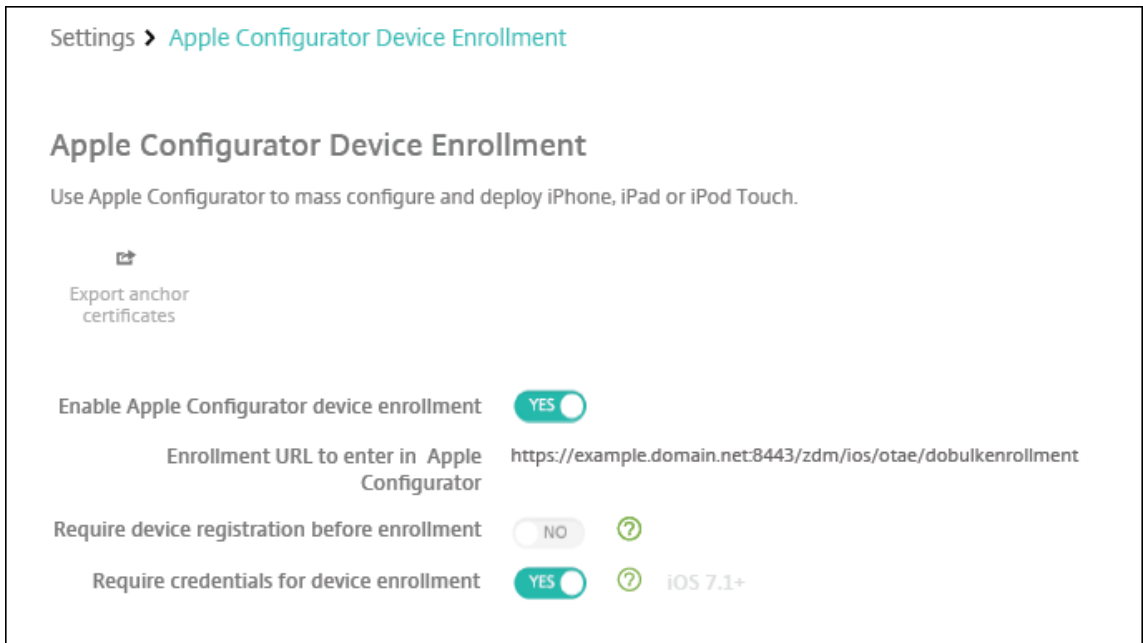 Settings > Apple Configurator Device Enrollment
Apple Configurator Device Enrollment
Use Apple Configurator to mass configure and deploy iPhone, iPad or iPod Touch.
Export anchor
certificates
Enable Apple Configurator device enrollment YES
Enrollment URL to enter in Apple https://example.domain.net:8443/zdm/ios/otae/dobulkenrollment
Configurator
Require device registration before enrollment NO ?
Require credentials for device enrollment YES ? iOS 7.1+